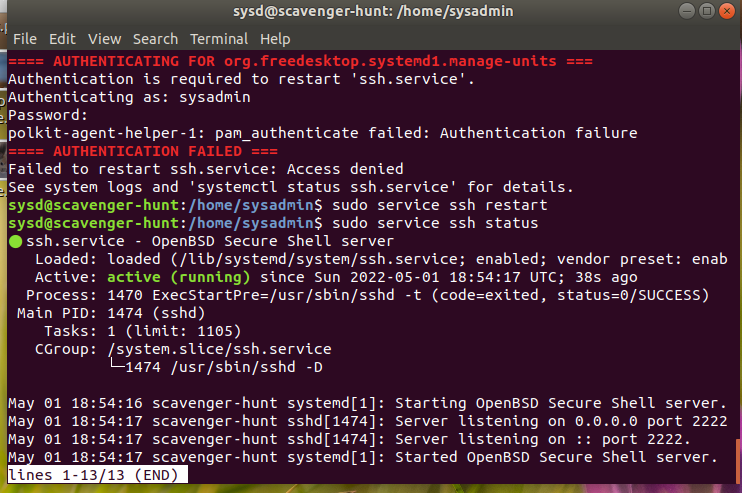 sysd@scavenger-hunt: /home/sysadmin
File Edit View Search Terminal Help
==== AUTHENTICATING FOR org.freedesktop.systemd1.manage-units ===
Authentication is required to restart 'ssh.service'.
Authenticating as: sysadmin
Password:
polkit-agent-helper-1: pam_authenticate failed: Authentication failure
==== AUTHENTICATION FAILED ===
Failed to restart ssh.service: Access denied
See system logs and 'systemctl status ssh.service' for details.
sysd@scavenger-hunt:/home/sysadmin$ sudo service ssh restart
sysd@scavenger-hunt:/home/sysadmin$ sudo service ssh status
● ssh.service - OpenBSD Secure Shell server
   Loaded: loaded (/lib/systemd/system/ssh.service; enabled; vendor preset: enab
   Active: active (running) since Sun 2022-05-01 18:54:17 UTC; 38s ago
  Process: 1470 ExecStartPre=/usr/sbin/sshd -t (code=exited, status=0/SUCCESS)
 Main PID: 1474 (sshd)
    Tasks: 1 (limit: 1105)
   CGroup: /system.slice/ssh.service
           └─1474 /usr/sbin/sshd -D
May 01 18:54:16 scavenger-hunt systemd[1]: Starting OpenBSD Secure Shell server.
May 01 18:54:17 scavenger-hunt sshd[1474]: Server listening on 0.0.0.0 port 2222
May 01 18:54:17 scavenger-hunt sshd[1474]: Server listening on :: port 2222.
May 01 18:54:17 scavenger-hunt systemd[1]: Started OpenBSD Secure Shell server.
lines 1-13/13 (END)